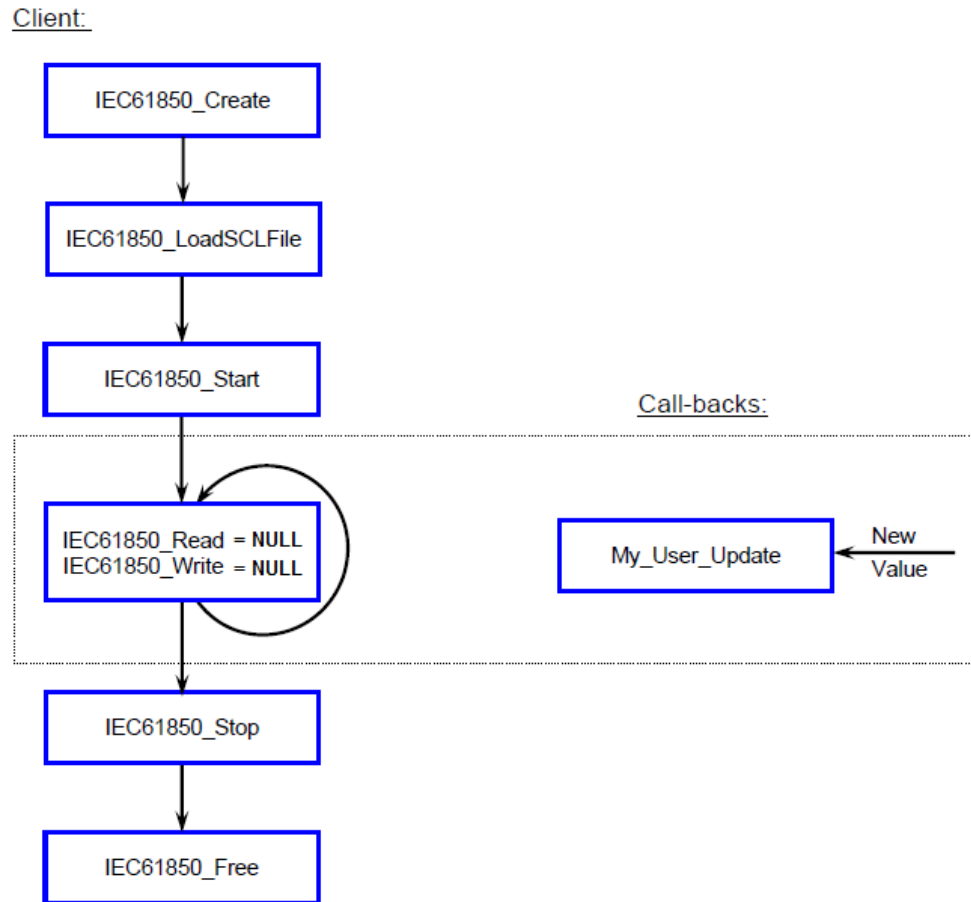 Client:
IEC61850_Create
IEC61850_LoadSCLFile
IEC61850_Start
Call-backs:
IEC61850_Read = NULL
IEC61850_Write = NULL
My_User_Update
New
Value
IEC61850_Stop
IEC61850_Free